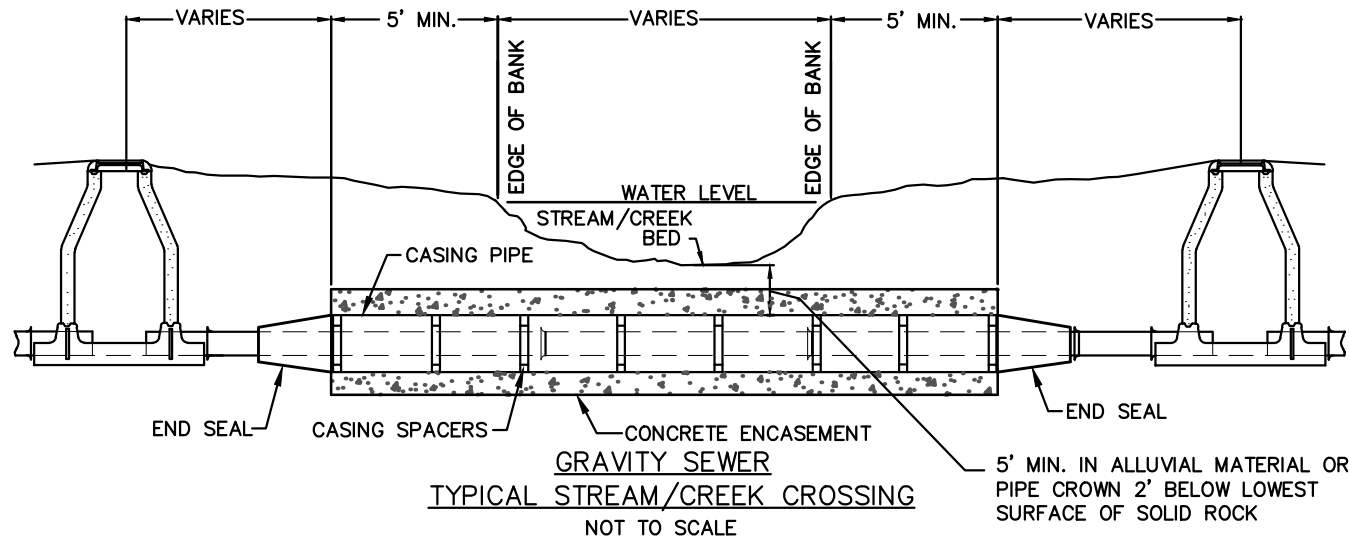 VARIES
5' MIN.
VARIES
5' MIN.
VARIES
EDGE OF BANK
EDGE OF BANK
WATER LEVEL
STREAM/CREEK
BED
CASING PIPE
END SEAL
CASING SPACERS
CONCRETE ENCASEMENT
END SEAL
GRAVITY SEWER
TYPICAL STREAM/CREEK CROSSING
NOT TO SCALE
5' MIN. IN ALLUVIAL MATERIAL OR
PIPE CROWN 2' BELOW LOWEST
SURFACE OF SOLID ROCK